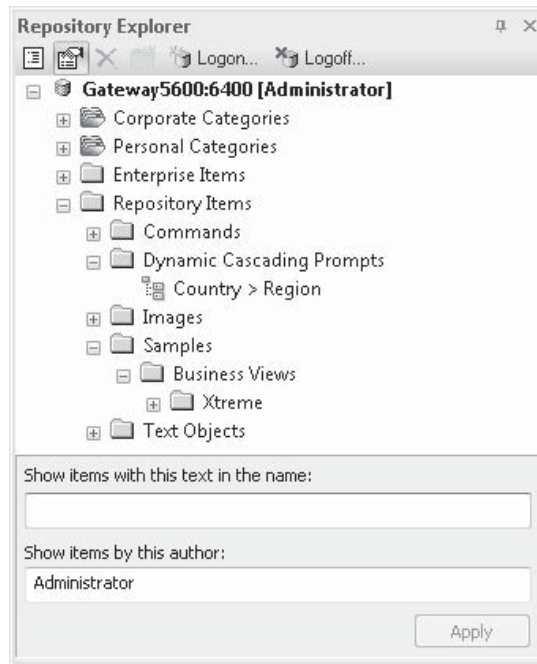 Repository Explorer
Logon... Logoff...
Gateway5600:6400 [Administrator]
Corporate Categories
Personal Categories
Enterprise Items
Repository Items
Commands
Dynamic Cascading Prompts
Country > Region
Images
Samples
Business Views
Xtreme
Text Objects
Show items with this text in the name:
Show items by this author:
Administrator
Apply